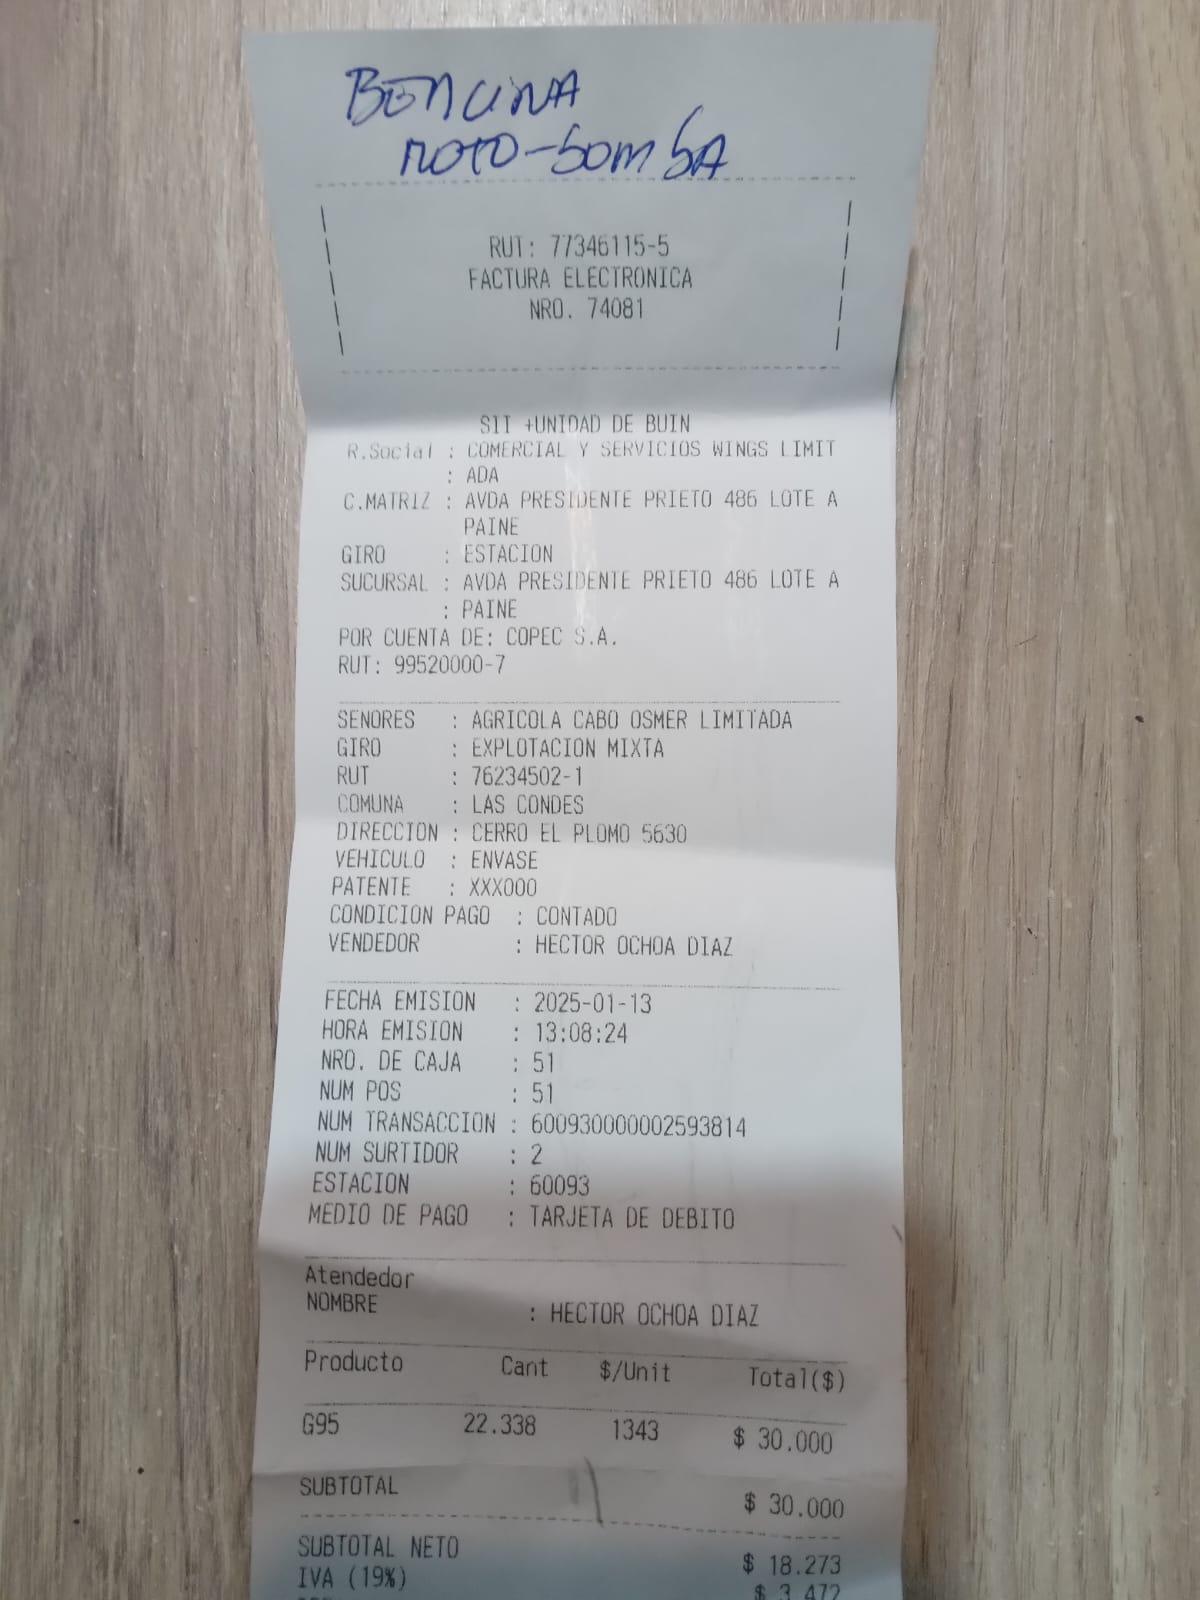 BENCINA
MOTO-BOMBA
RUT: 77346115-5
FACTURA ELECTRONICA
NRO. 74081
SII +UNIDAD DE BUIN
R.Social : COMERCIAL Y SERVICIOS WINGS LIMIT
: ADA
C.MATRIZ : AVDA PRESIDENTE PRIETO 486 LOTE A
PAINE
GIRO : ESTACION
SUCURSAL : AVDA PRESIDENTE PRIETO 486 LOTE A
: PAINE
POR CUENTA DE: COPEC S.A.
RUT: 99520000-7
SENORES : AGRICOLA CABO OSMER LIMITADA
GIRO : EXPLOTACION MIXTA
RUT : 76234502-1
COMUNA : LAS CONDES
DIRECCION : CERRO EL PLOMO 5630
VEHICULO : ENVASE
PATENTE : XXX000
CONDICION PAGO : CONTADO
VENDEDOR : HECTOR OCHOA DIAZ
FECHA EMISION : 2025-01-13
HORA EMISION : 13:08:24
NRO. DE CAJA : 51
NUM POS : 51
NUM TRANSACCION : 600930000002593814
NUM SURTIDOR : 2
ESTACION : 60093
MEDIO DE PAGO : TARJETA DE DEBITO
Atendedor
NOMBRE : HECTOR OCHOA DIAZ
Producto Cant $/Unit Total($)
G95 22.338 1343 $ 30.000
SUBTOTAL $ 30.000
SUBTOTAL NETO $ 18.273
IVA (19%) $ 3.472